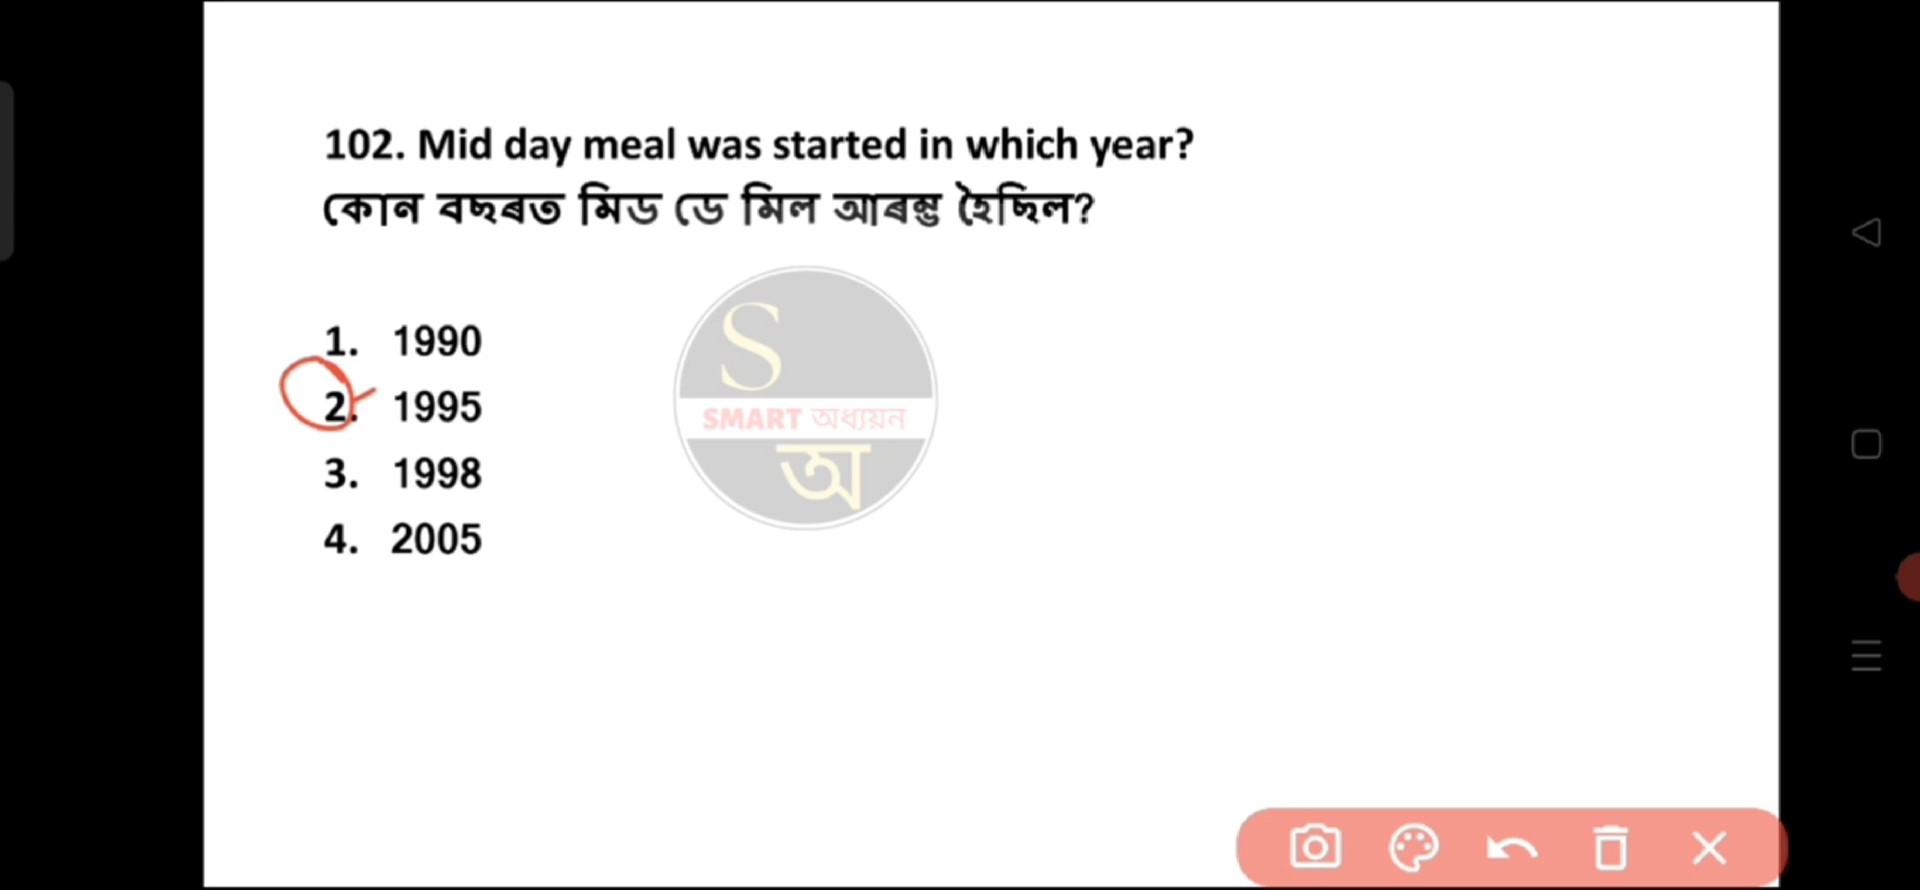 102. Mid day meal was started in which year?
কোন বছৰত মিড ডে মিল আৰম্ভ হৈছিল?
1. 1990
2. 1995
3. 1998
4. 2005
S
SMART অধ্যয়ন
অ